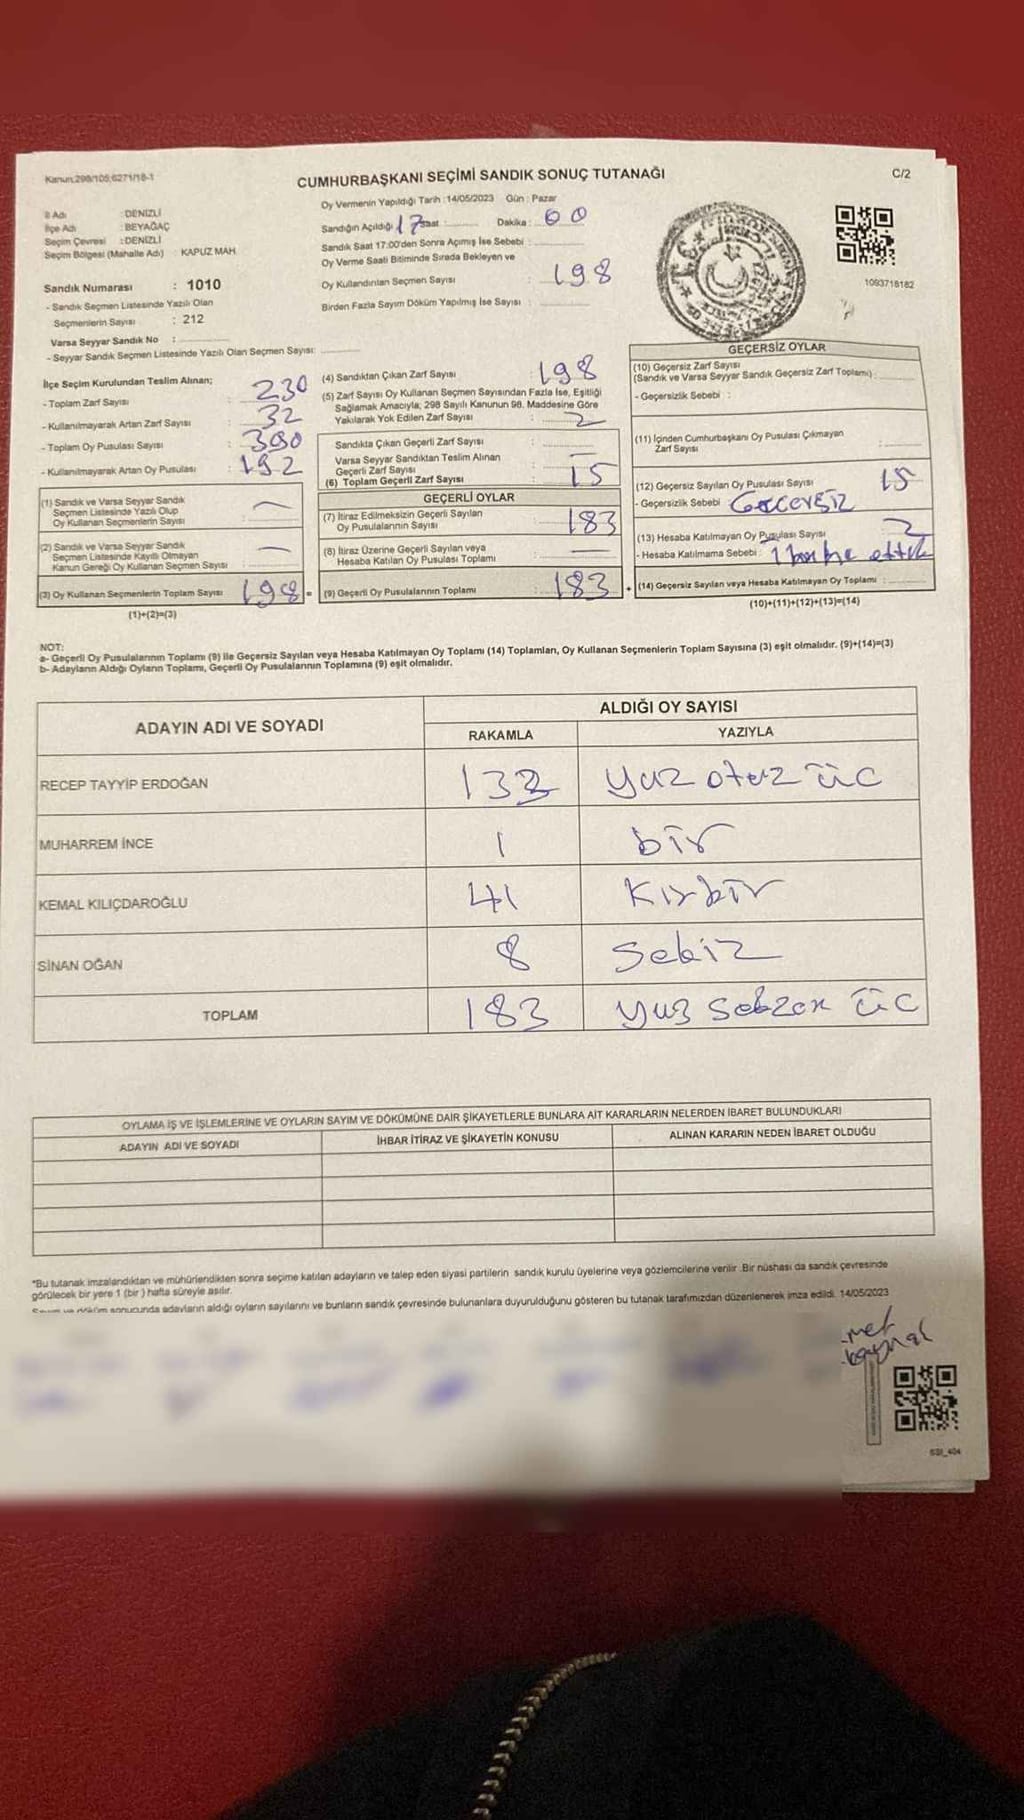 Kanun:298/105;6271/18-1
CUMHURBAŞKANI SEÇİMİ SANDIK SONUÇ TUTANAĞI
C/2
İl Adı : DENİZLİ
İlçe Adı : BEYAĞAÇ
Seçim Çevresi : DENİZLİ
Seçim Bölgesi (Mahalle Adı) : KAPUZ MAH.
Sandık Numarası : 1010
- Sandık Seçmen Listesinde Yazılı Olan
Seçmenlerin Sayısı : 212
Varsa Seyyar Sandık No :
- Seyyar Sandık Seçmen Listesinde Yazılı Olan Seçmen Sayısı:
Oy Vermenin Yapıldığı Tarih :14/05/2023 Gün : Pazar
Sandığın Açıldığı 17 Saat : Dakika : 00
Sandık Saat 17:00'den Sonra Açımış İse Sebebi :
Oy Verme Saati Bitiminde Sırada Bekleyen ve
Oy Kullandırılan Seçmen Sayısı : 198
Birden Fazla Sayım Döküm Yapılmış İse Sayısı :
1093718182
İlçe Seçim Kurulundan Teslim Alınan;
- Toplam Zarf Sayısı : 230
- Kullanılmayarak Artan Zarf Sayısı : 32
- Toplam Oy Pusulası Sayısı : 390
- Kullanılmayarak Artan Oy Pusulası : 192
(1) Sandık ve Varsa Seyyar Sandık
Seçmen Listesinde Yazılı Olup
Oy Kullanan Seçmenlerin Sayısı :
(2) Sandık ve Varsa Seyyar Sandık
Seçmen Listesinde Kayıtlı Olmayan
Kanun Gereği Oy Kullanan Seçmen Sayısı :
(3) Oy Kullanan Seçmenlerin Toplam Sayısı : 198 =
(1)+(2)=(3)
(4) Sandıktan Çıkan Zarf Sayısı : 198
(5) Zarf Sayısı Oy Kullanan Seçmen Sayısından Fazla İse, Eşitliği
Sağlamak Amacıyla, 298 Sayılı Kanunun 98. Maddesine Göre
Yakılarak Yok Edilen Zarf Sayısı : 2
Sandıkta Çıkan Geçerli Zarf Sayısı :
Varsa Seyyar Sandıktan Teslim Alınan
Geçerli Zarf Sayısı :
(6) Toplam Geçerli Zarf Sayısı : 15
GEÇERLİ OYLAR
(7) İtiraz Edilmeksizin Geçerli Sayılan
Oy Pusulalarının Sayısı : 183
(8) İtiraz Üzerine Geçerli Sayılan veya
Hesaba Katılan Oy Pusulası Toplamı :
(9) Geçerli Oy Pusulalarının Toplamı : 183 +
GEÇERSİZ OYLAR
(10) Geçersiz Zarf Sayısı
(Sandık ve Varsa Seyyar Sandık Geçersiz Zarf Toplamı) :
- Geçersizlik Sebebi :
(11) İçinden Cumhurbaşkanı Oy Pusulası Çıkmayan
Zarf Sayısı :
(12) Geçersiz Sayılan Oy Pusulası Sayısı : 15
- Geçersizlik Sebebi : Geçersiz
(13) Hesaba Katılmayan Oy Pusulası Sayısı : 2
- Hesaba Katılmama Sebebi :
(14) Geçersiz Sayılan veya Hesaba Katılmayan Oy Toplamı :
(10)+(11)+(12)+(13)=(14)
NOT:
a- Geçerli Oy Pusulalarının Toplamı (9) ile Geçersiz Sayılan veya Hesaba Katılmayan Oy Toplamı (14) Toplamları, Oy Kullanan Seçmenlerin Toplam Sayısına (3) eşit olmalıdır. (9)+(14)=(3)
b- Adayların Aldığı Oyların Toplamı, Geçerli Oy Pusulalarının Toplamına (9) eşit olmalıdır.
ADAYIN ADI VE SOYADI
ALDIĞI OY SAYISI
RAKAMLA YAZIYLA
RECEP TAYYİP ERDOĞAN 133 yüz otuz üç
MUHARREM İNCE 1 bir
KEMAL KILIÇDAROĞLU 41 Kırbir
SİNAN OĞAN 8 Sekiz
TOPLAM 183 yüz seksen üç
OYLAMA İŞ VE İŞLEMLERİNE VE OYLARIN SAYIM VE DÖKÜMÜNE DAİR ŞİKAYETLERLE BUNLARA AİT KARARLARIN NELERDEN İBARET BULUNDUKLARI
ADAYIN ADI VE SOYADI İHBAR İTİRAZ VE ŞİKAYETİN KONUSU ALINAN KARARIN NEDEN İBARET OLDUĞU
*Bu tutanak imzalandıktan ve mühürlendikten sonra seçime katılan adayların ve talep eden siyasi partilerin sandık kurulu üyelerine veya gözlemcilerine verilir .Bir nüshası da sandık çevresinde
görülecek bir yere 1 (bir ) hafta süreyle asılır.
Sayım ve döküm sonucunda adayların aldığı oyların sayılarını ve bunların sandık çevresinde bulunanlara duyurulduğunu gösteren bu tutanak tarafımızdan düzenlenerek imza edildi. 14/05/2023